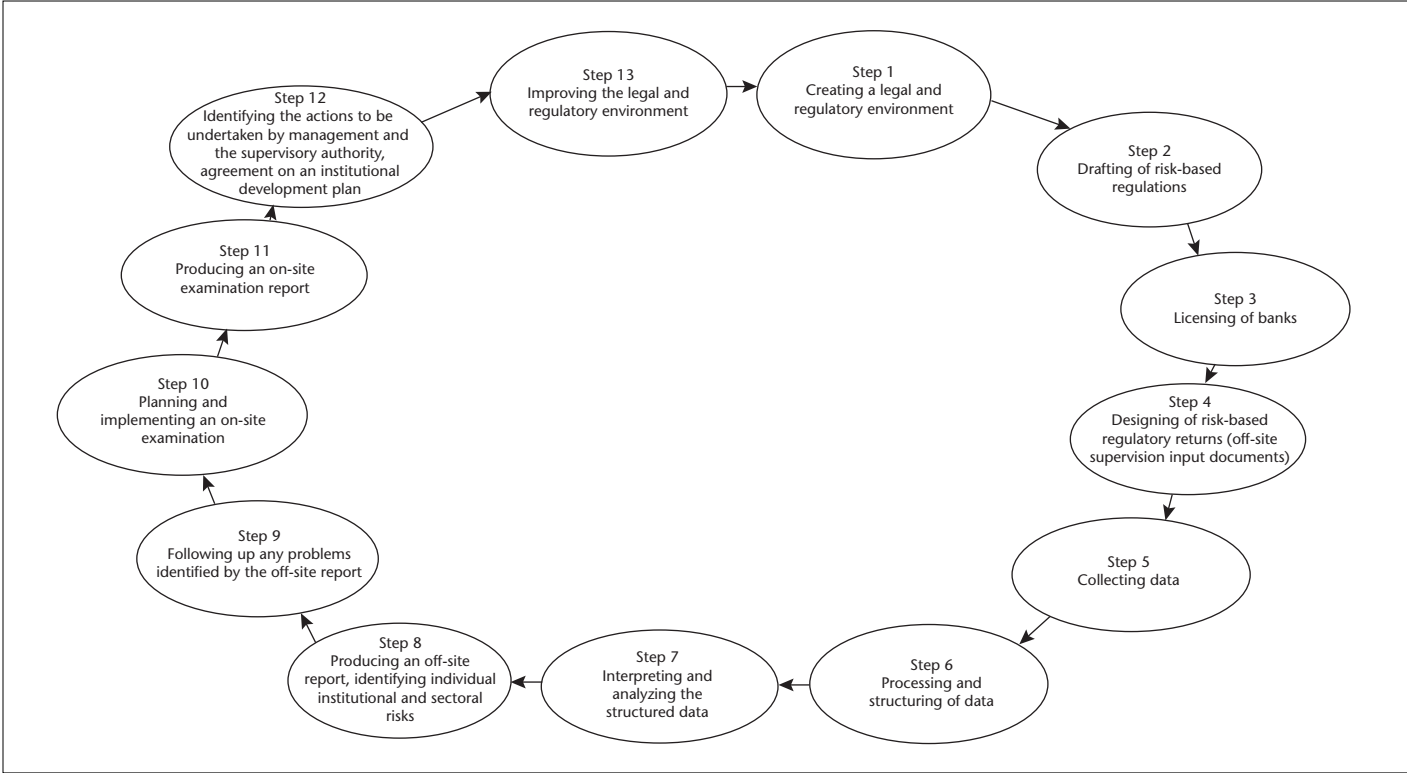 Step 1
Creating a legal and
regulatory environment
Step 2
Drafting of risk-based
regulations
Step 3
Licensing of banks
Step 4
Designing of risk-based
regulatory returns (off-site
supervision input documents)
Step 5
Collecting data
Step 6
Processing and
structuring of data
Step 7
Interpreting and
analyzing the
structured data
Step 8
Producing an off-site
report, identifying individual
institutional and sectoral
risks
Step 9
Following up any problems
identified by the off-site report
Step 10
Planning and
implementing an on-site
examination
Step 11
Producing an on-site
examination report
Step 12
Identifying the actions to be
undertaken by management and
the supervisory authority,
agreement on an institutional
development plan
Step 13
Improving the legal and
regulatory environment